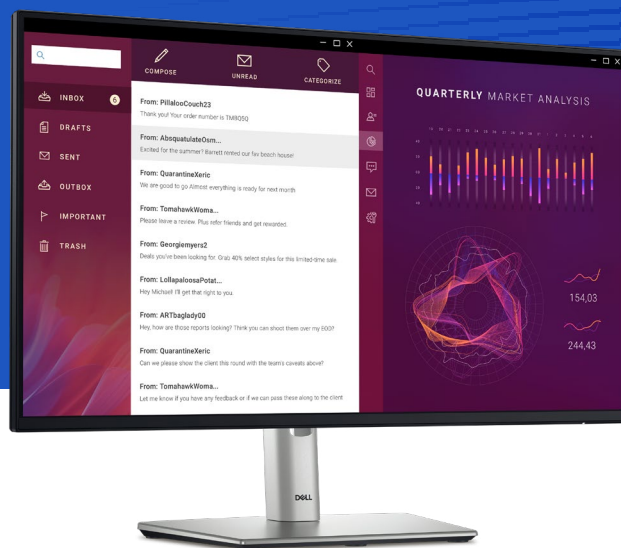 COMPOSE
UNREAD
CATEGORIZE
INBOX 6
DRAFTS
SENT
OUTBOX
IMPORTANT
TRASH
From: PillalooCouch23
Thank you! Your order number is TM8Q5Q
From: AbsquatulateOsm...
Excited for the summer? Barrett rented our fav beach house!
From: QuarantineXeric
We are good to go Almost everything is ready for next month
From: TomahawkWoma...
Please leave a review. Plus refer friends and get rewarded.
From: Georgiemyers2
Deals you've been looking for. Grab 40% select styles for this limited-time sale.
From: LollapaloosaPotat...
Hey Michael! I'll get that right to you.
From: ARTbaglady00
Hey, how are those reports looking? Think you can shoot them over my 500?
From: QuarantineXeric
Can we please show the client this round with the team's caveats above?
From: TomahawkWoma...
Let me know if you have any feedback or if we can pass these along to the client
QUARTERLY MARKET ANALYSIS
154,03
244,43
DELL